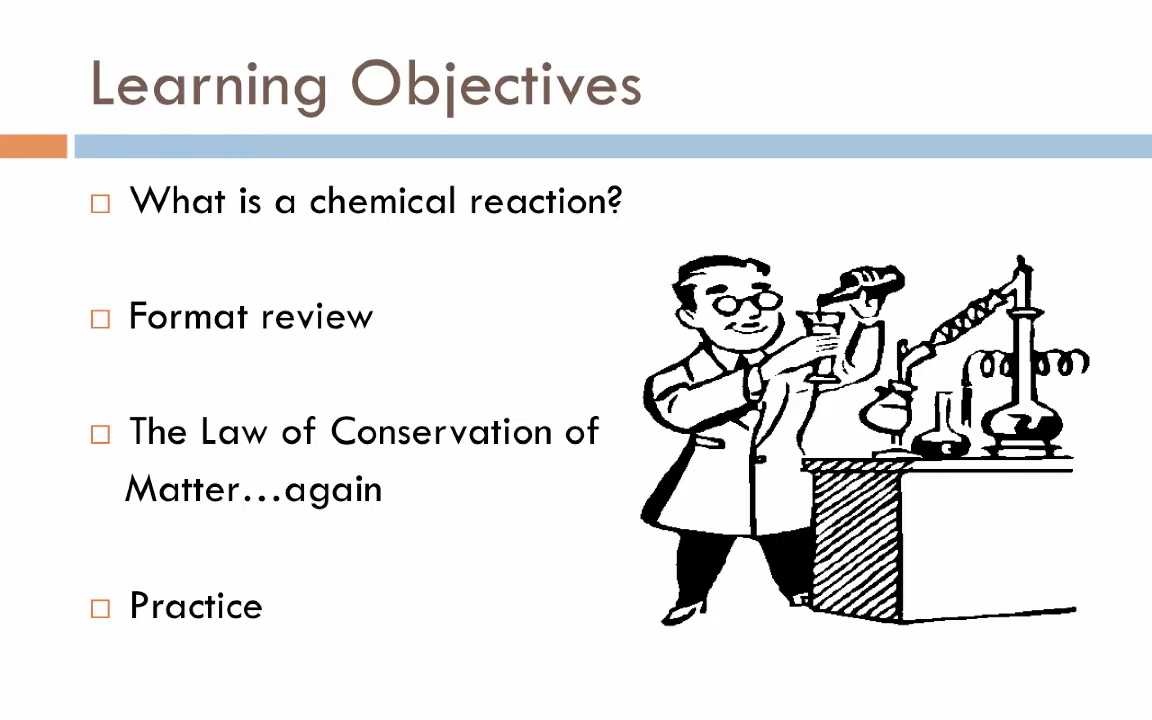 Learning Objectives
What is a chemical reaction?
Format review
The Law of Conservation of
Matter...again
Practice